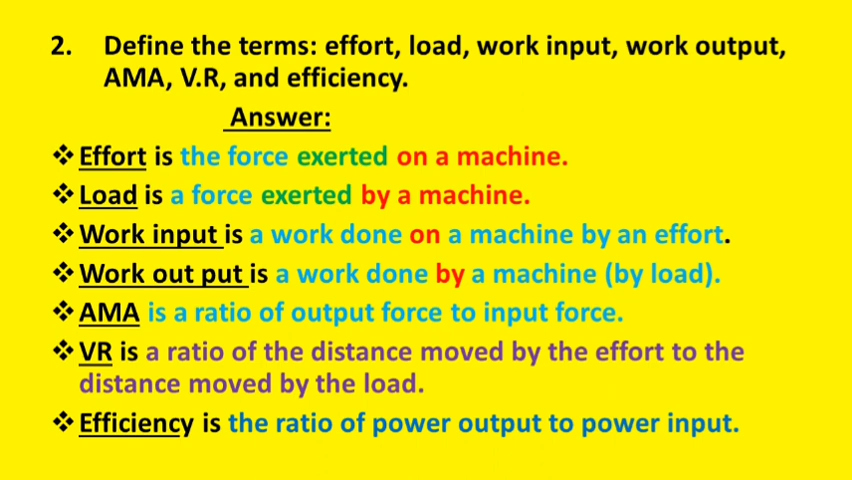 2. Define the terms: effort, load, work input, work output,
AMA, V.R, and efficiency.
Answer:
❖ Effort is the force exerted on a machine.
❖ Load is a force exerted by a machine.
❖ Work input is a work done on a machine by an effort.
❖ Work out put is a work done by a machine (by load).
❖ AMA is a ratio of output force to input force.
❖ VR is a ratio of the distance moved by the effort to the
distance moved by the load.
❖ Efficiency is the ratio of power output to power input.